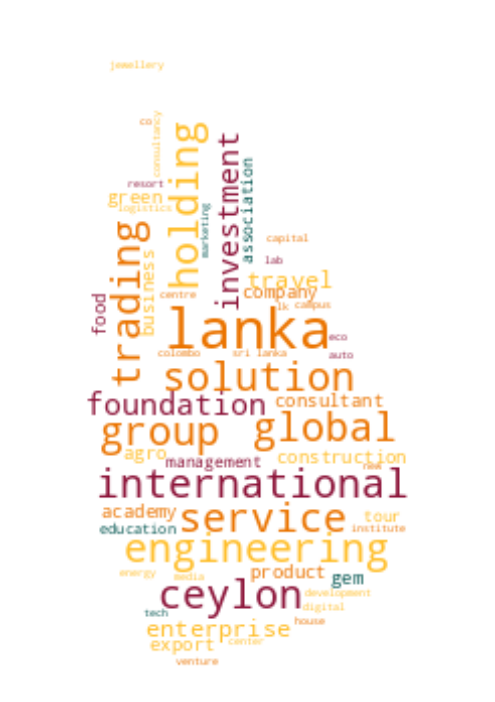 jewellery
co
consultancy
holding
investment
resort
association
green
logistics
marketing
trading
business
capital
lab
travel
company
centre
lk
campus
food
lanka
eco
colombo
sri lanka
auto
solution
foundation
consultant
group
global
agro
management
construction
new
international
academy
service
tour
education
institute
engineering
energy
media
product
gem
ceylon
development
digital
tech
house
enterprise
export
center
venture